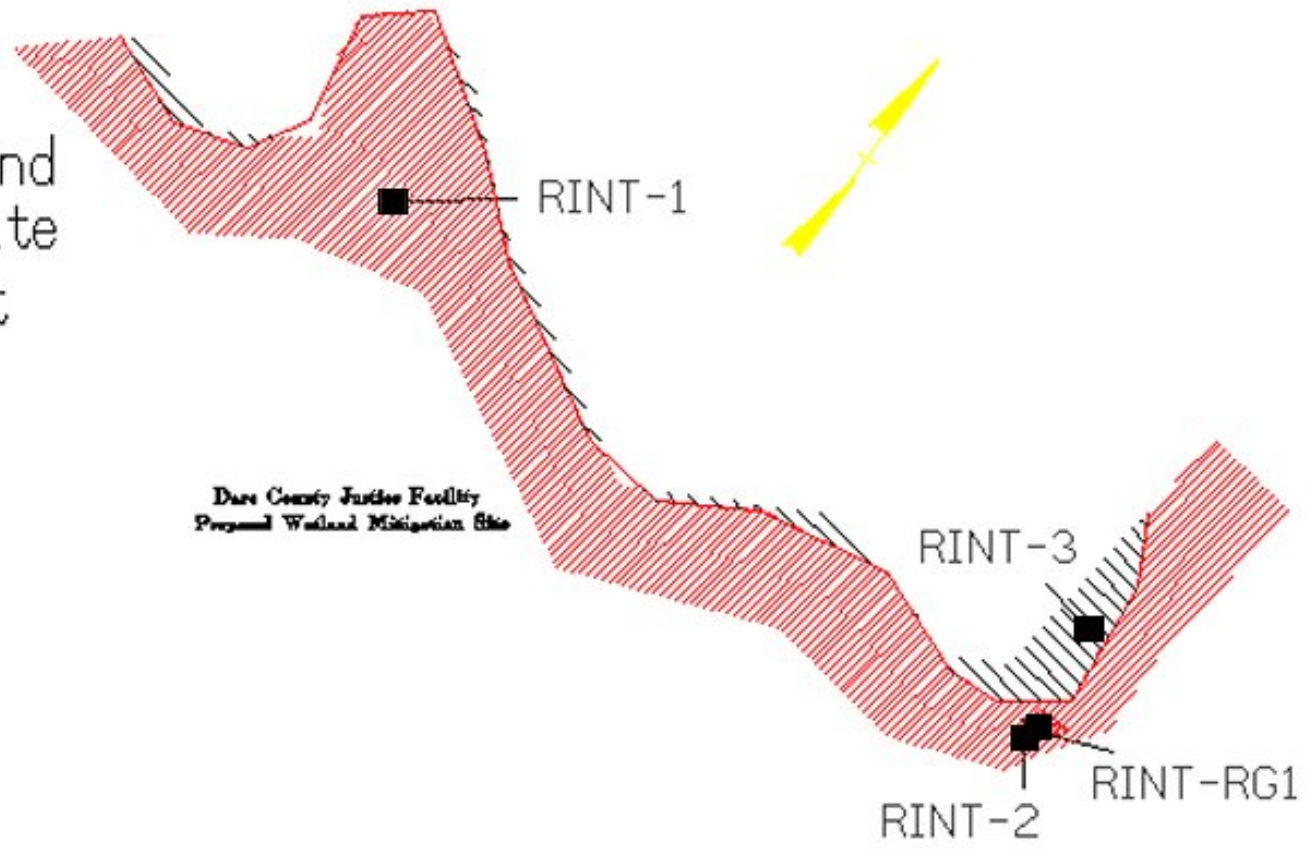 nd
te
t
RINT-1
Dare County Justice Facility
Proposed Wetland Mitigation Site
RINT-3
RINT-RG1
RINT-2